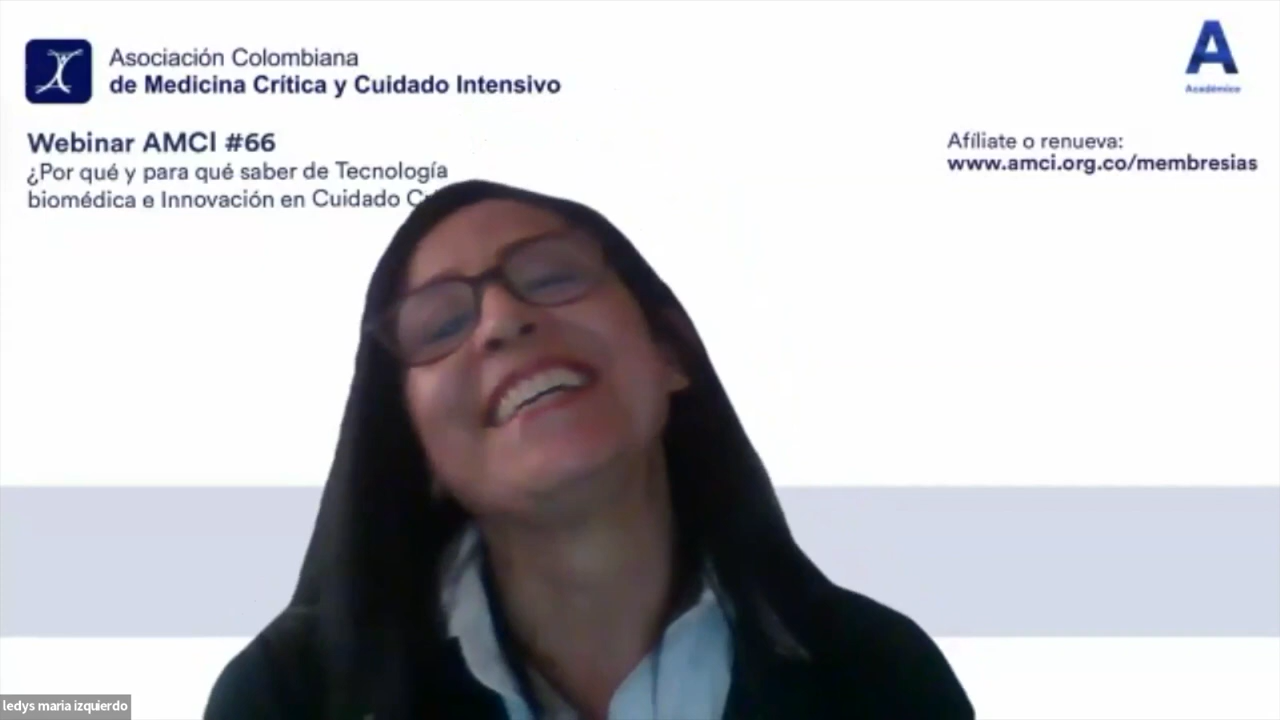 Asociación Colombiana
de Medicina Crítica y Cuidado Intensivo
Académico
Webinar AMCI #66
¿Por qué y para qué saber de Tecnología
biomédica e Innovación en Cuidado
Afíliate o renueva:
www.amci.org.co/membresias
ledys maria izquierdo